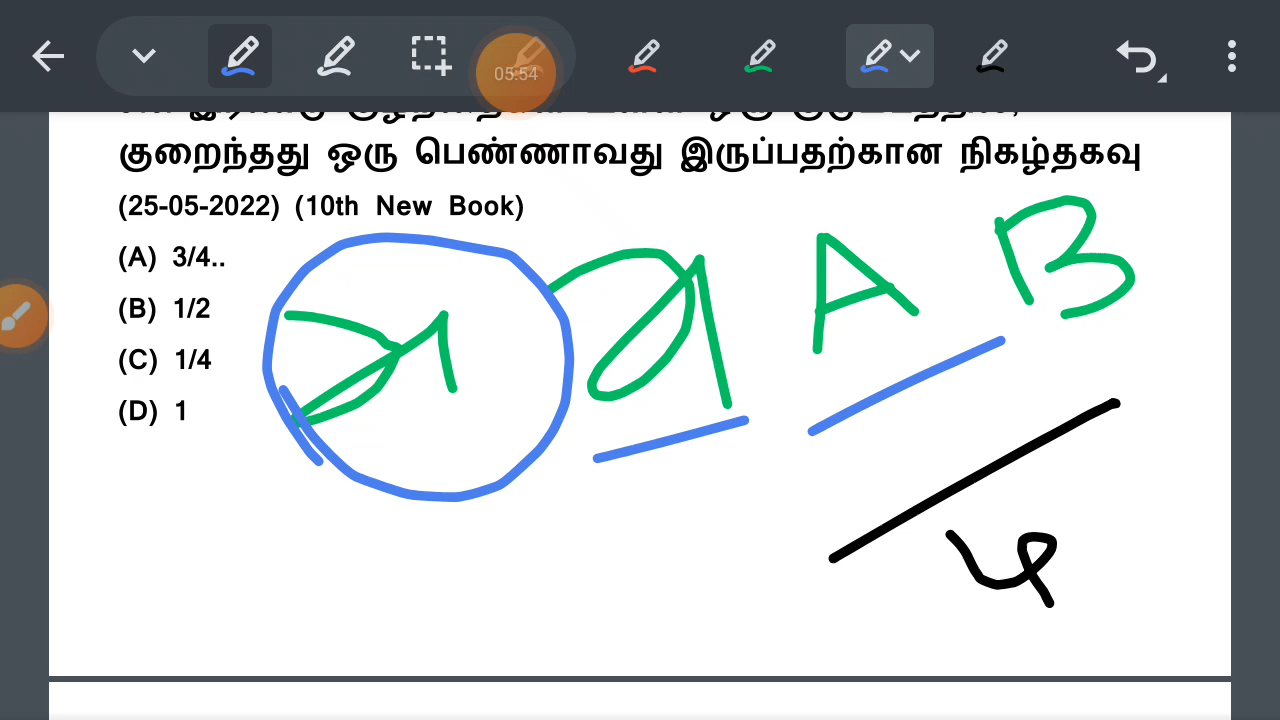 05:54
குறைந்தது ஒரு பெண்ணாவது இருப்பதற்கான நிகழ்தகவு
(25-05-2022) (10th New Book)
(A) 3/4..
(B) 1/2
(C) 1/4
(D) 1
A B
4